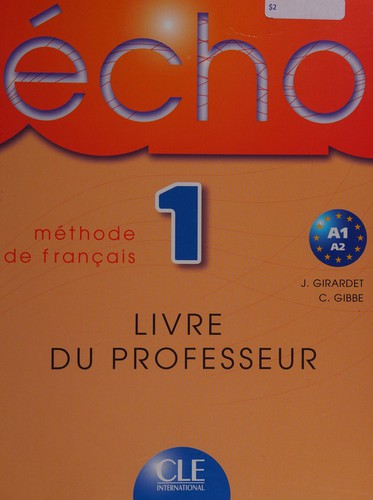 $2
écho
1
méthode
de français
A1
A2
J. GIRARDET
C. GIBBE
LIVRE
DU PROFESSEUR
CLE
INTERNATIONAL